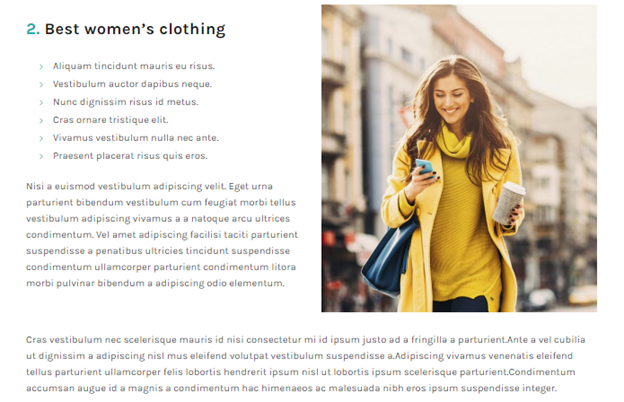 2. Best women's clothing
Aliquam tincidunt mauris eu risus.
Vestibulum auctor dapibus neque.
Nunc dignissim risus id metus.
Cras ornare tristique elit.
Vivamus vestibulum nulla nec ante.
Praesent placerat risus quis eros.
Nisi a euismod vestibulum adipiscing velit. Eget urna
parturient bibendum vestibulum cum feugiat morbi tellus
vestibulum adipiscing vivamus a a natoque arcu ultrices
condimentum. Vel amet adipiscing facilisi taciti parturient
suspendisse a penatibus ultricies tincidunt suspendisse
condimentum ullamcorper parturient condimentum litora
morbi pulvinar bibendum a adipiscing odio elementum.
Cras vestibulum nec scelerisque mauris id nisi consectetur mi id ipsum justo ad a fringilla a parturient.Ante a vel cubilia
ut dignissim a adipiscing nisl mus eleifend volutpat vestibulum suspendisse a.Adipiscing vivamus venenatis eleifend
tellus parturient ullamcorper felis lobortis hendrerit ipsum nisl ut lobortis ipsum scelerisque parturient.Condimentum
accumsan augue id a magnis a condimentum hac himenaeos ac malesuada nibh eros ipsum suspendisse integer.